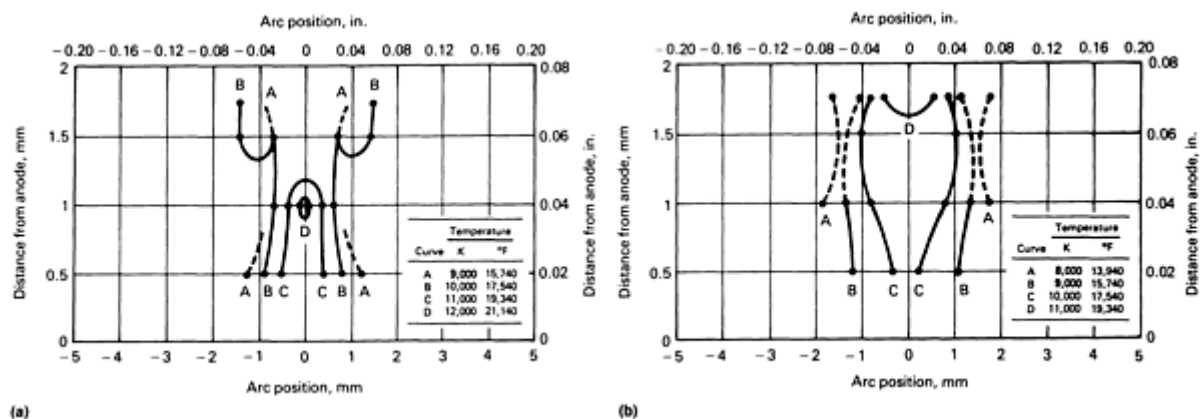 Arc position, in.
-0.20 -0.16 -0.12 -0.08 -0.04 0 0.04 0.08 0.12 0.16 0.20
2
1.5
1
0.5
0
Distance from anode, mm
0.08
0.06
0.04
0.02
0
Distance from anode, in.
B A A B
D
A B C C B A
Temperature
Curve K °F
A 9,000 15,740
B 10,000 17,540
C 11,000 19,340
D 12,000 21,140
-5 -4 -3 -2 -1 0 1 2 3 4 5
Arc position, mm
(a)
Arc position, in.
-0.20 -0.16 -0.12 -0.08 -0.04 0 0.04 0.08 0.12 0.16 0.20
2
1.5
1
0.5
0
Distance from anode, mm
0.08
0.06
0.04
0.02
0
Distance from anode, in.
D
A A
B C C B
Temperature
Curve K °F
A 8,000 13,940
B 9,000 15,740
C 10,000 17,540
D 11,000 19,340
-5 -4 -3 -2 -1 0 1 2 3 4 5
Arc position, mm
(b)